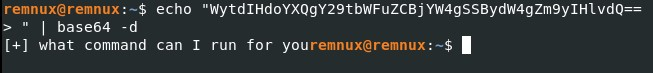 remnux@remnux:~$ echo "WytdIHdoYXQgY29tbWFuZCBjYW4gSSBydW4gZm9yIHlvdQ==
> " | base64 -d
[+] what command can I run for youremnux@remnux:~$